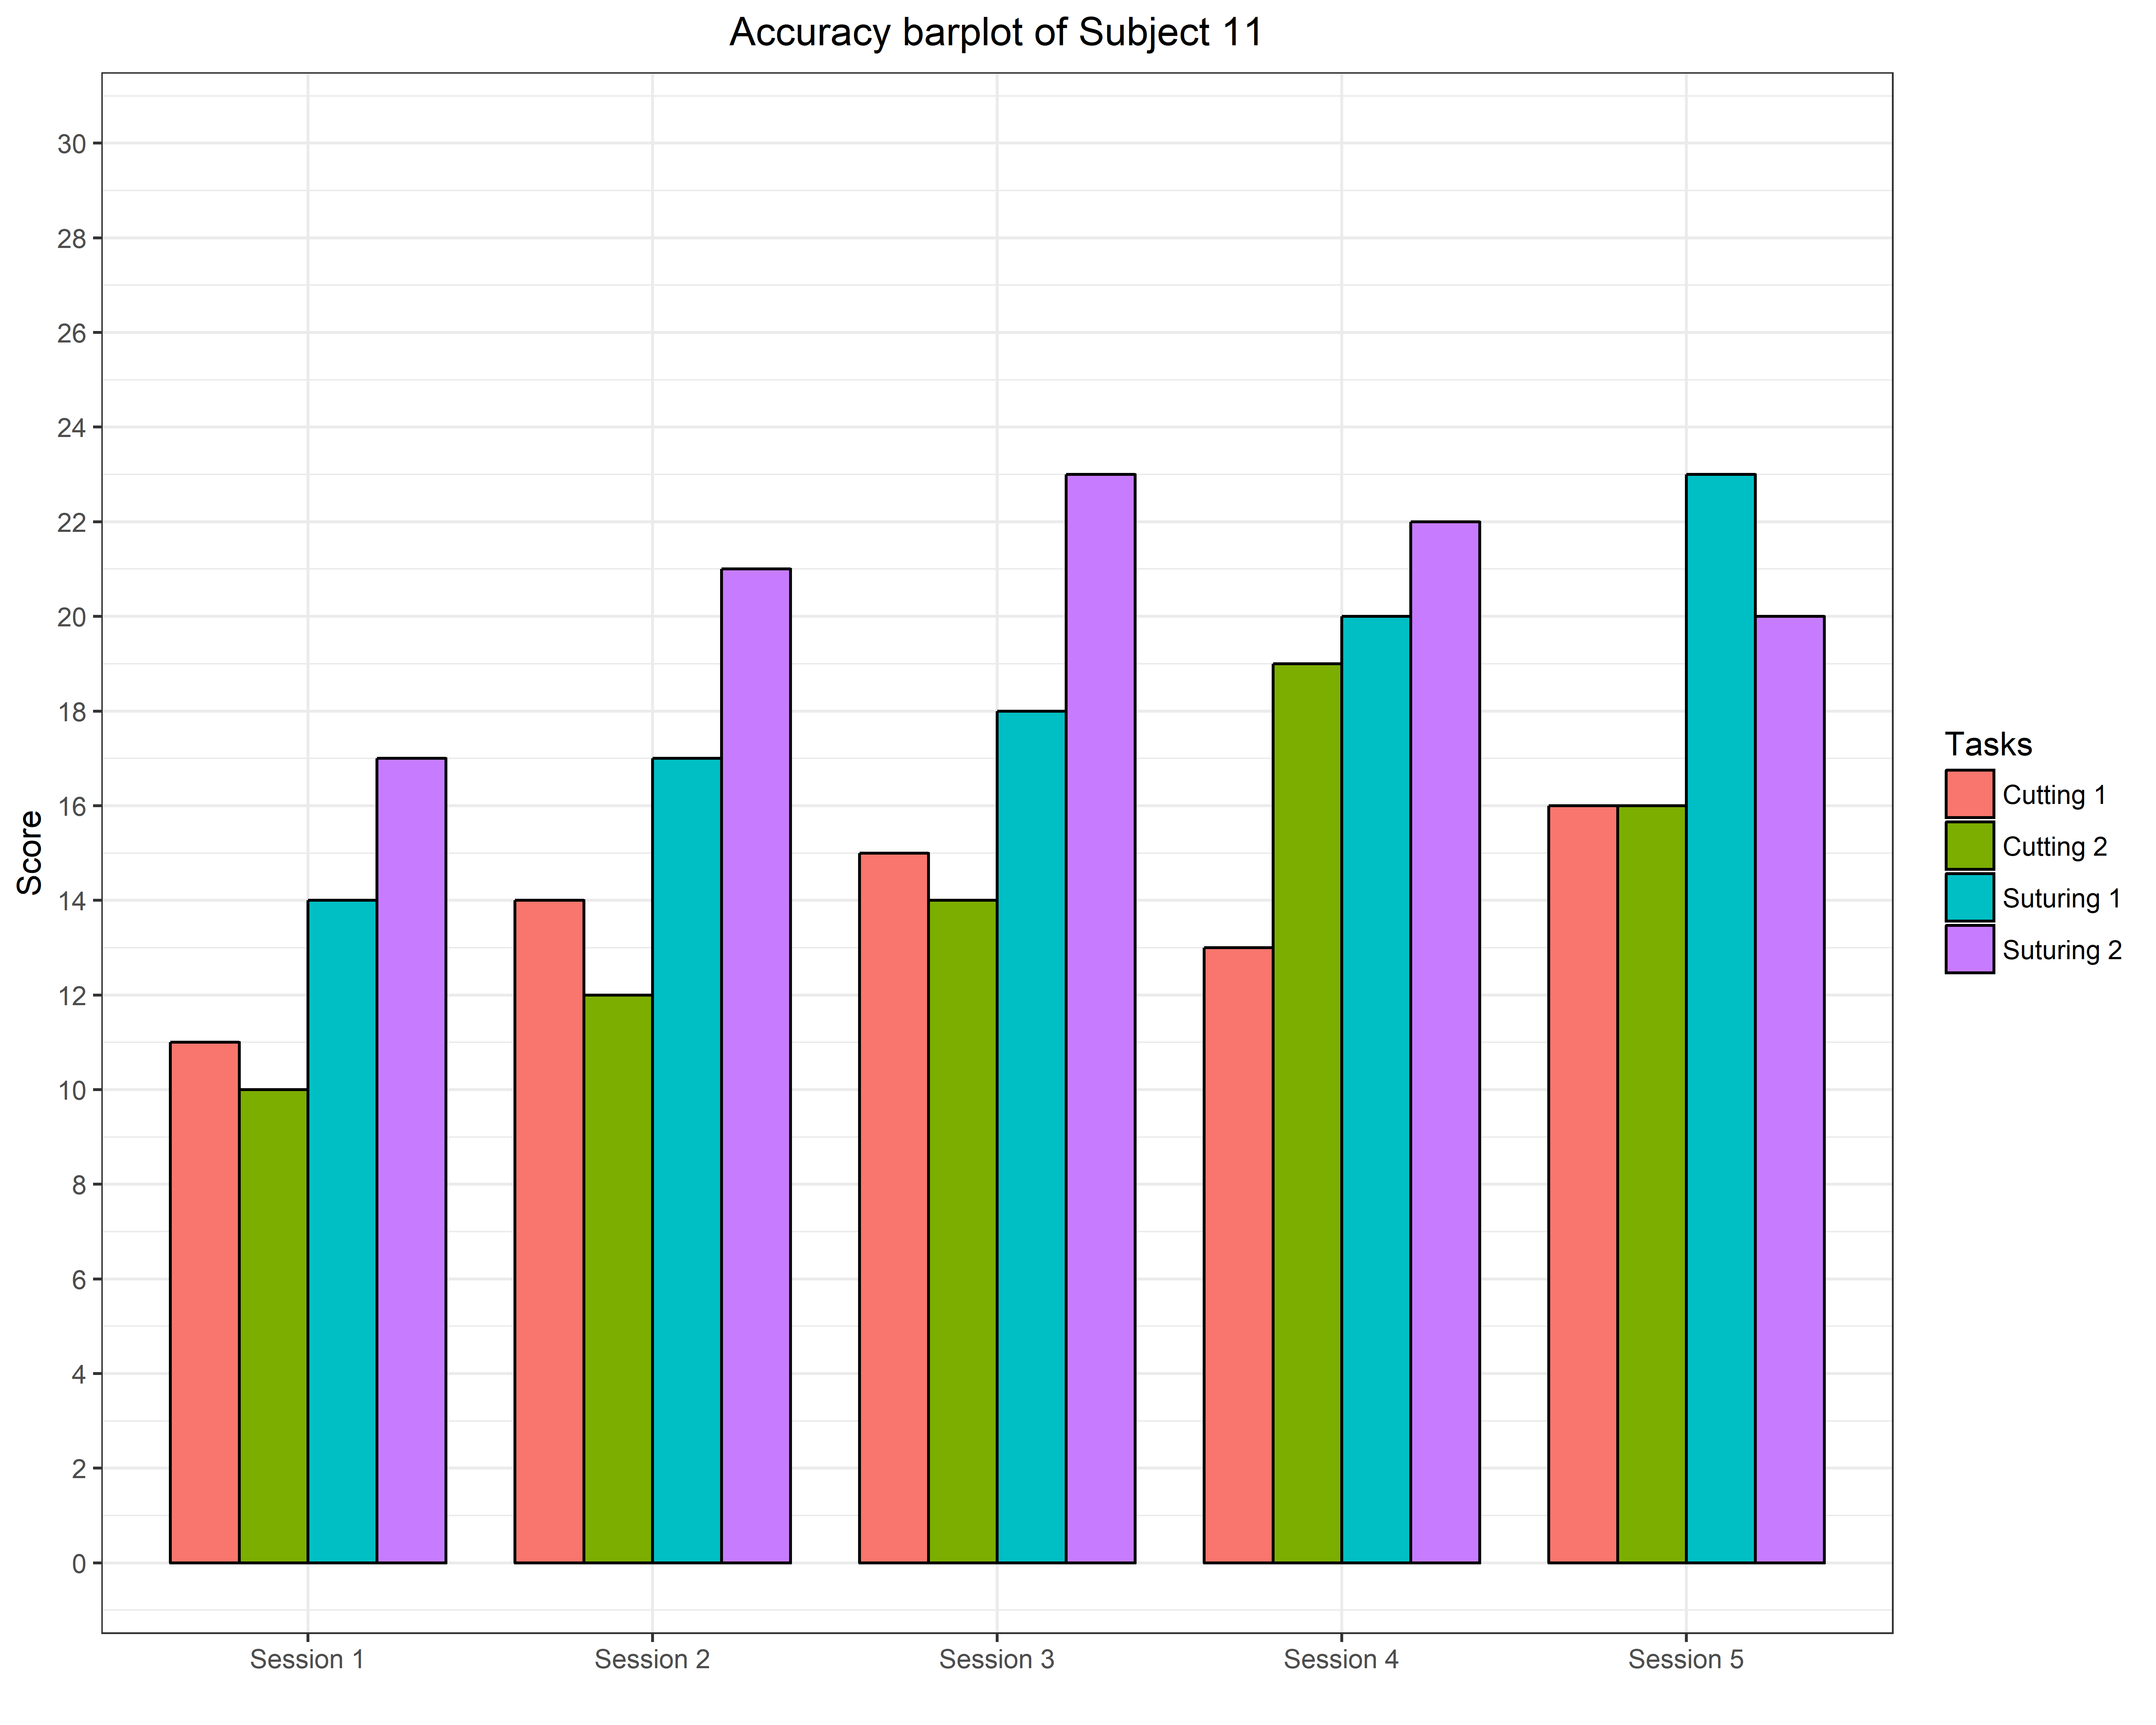 Accuracy barplot of Subject 11
Score
30
28
26
24
22
20
18
16
14
12
10
8
6
4
2
0
Session 1
Session 2
Session 3
Session 4
Session 5
Tasks
Cutting 1
Cutting 2
Suturing 1
Suturing 2